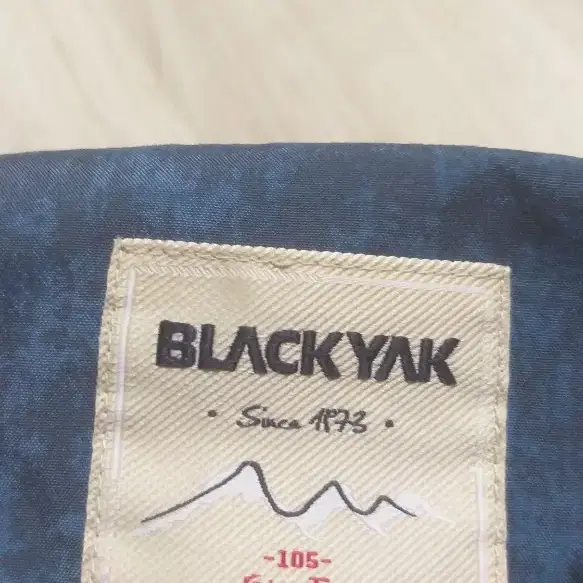 BLACKYAK
• Since 1973 •
-105-